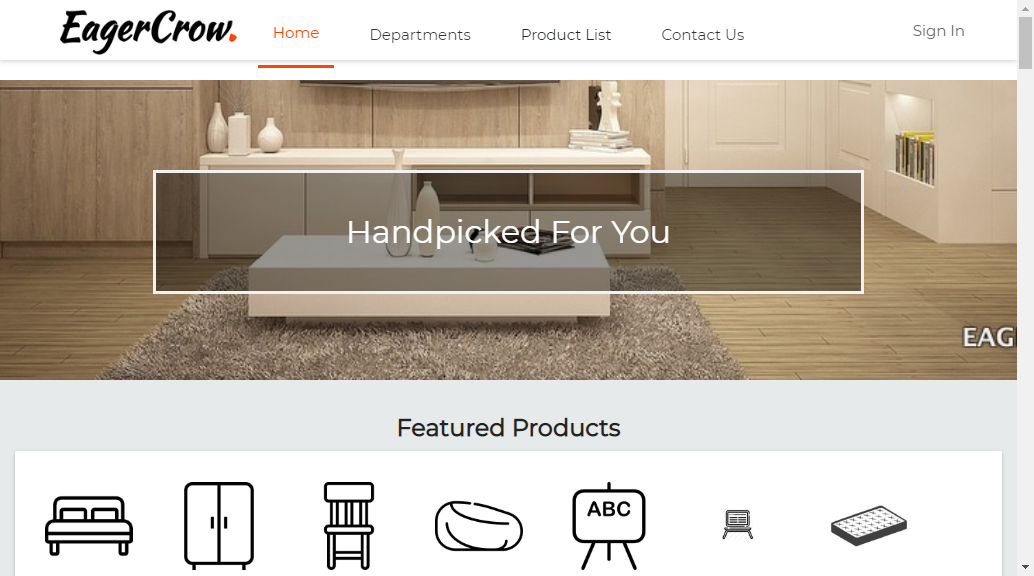 EagerCrow.
Home
Departments
Product List
Contact Us
Sign In
Handpicked For You
EAG
Featured Products
ABC